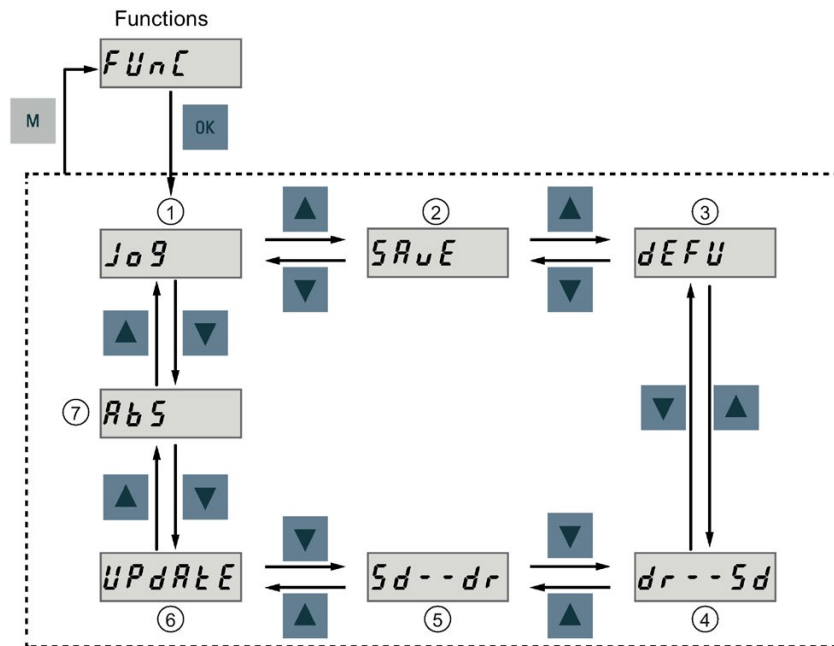 Functions
FUnC
M
OK
1
2
3
Jog
SAvE
dEFU
7
AbS
UPdAtE
Sd--dr
dr--Sd
6
5
4